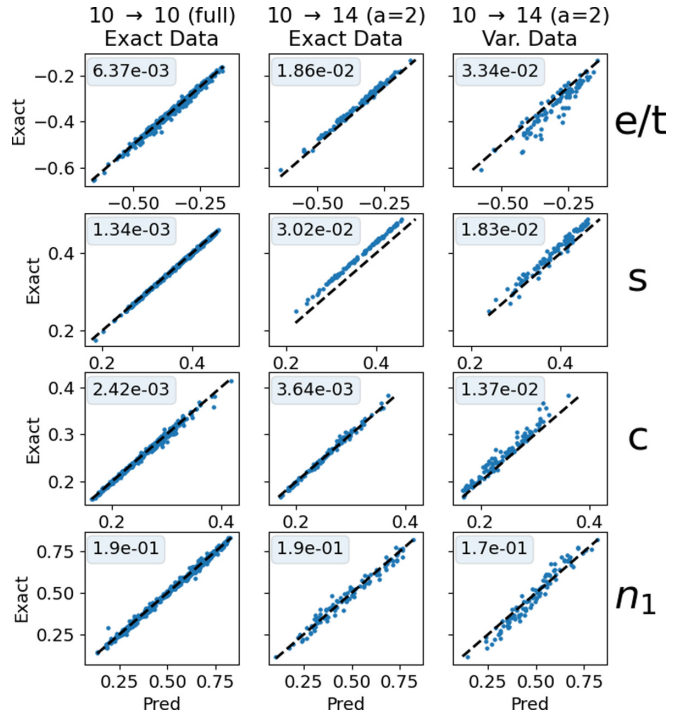 10 → 10 (full) 10 → 14 (a=2) 10 → 14 (a=2)
Exact Data Exact Data Var. Data
6.37e-03 1.86e-02 3.34e-02
−0.2
−0.4
−0.6
Exact
e/t
−0.50 −0.25 −0.50 −0.25 −0.50 −0.25
1.34e-03 3.02e-02 1.83e-02
0.4
0.2
Exact
s
0.2 0.4 0.2 0.4 0.2 0.4
2.42e-03 3.64e-03 1.37e-02
0.4
0.3
0.2
Exact
c
0.2 0.4 0.2 0.4 0.2 0.4
1.9e-01 1.9e-01 1.7e-01
0.75
0.50
0.25
Exact
n₁
0.25 0.50 0.75 0.25 0.50 0.75 0.25 0.50 0.75
Pred Pred Pred